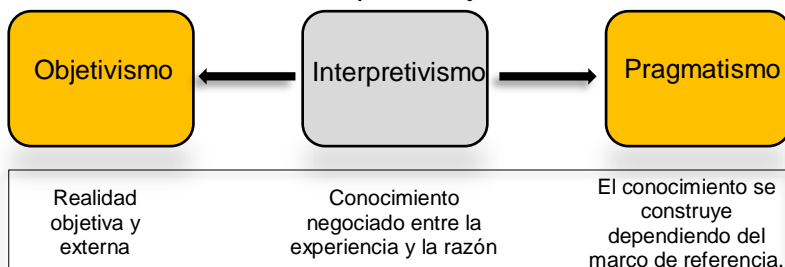 Objetivismo
Interpretivismo
Pragmatismo
Realidad
objetiva y
externa
Conocimiento
negociado entre la
experiencia y la razón
El conocimiento se
construye
dependiendo del
marco de referencia.